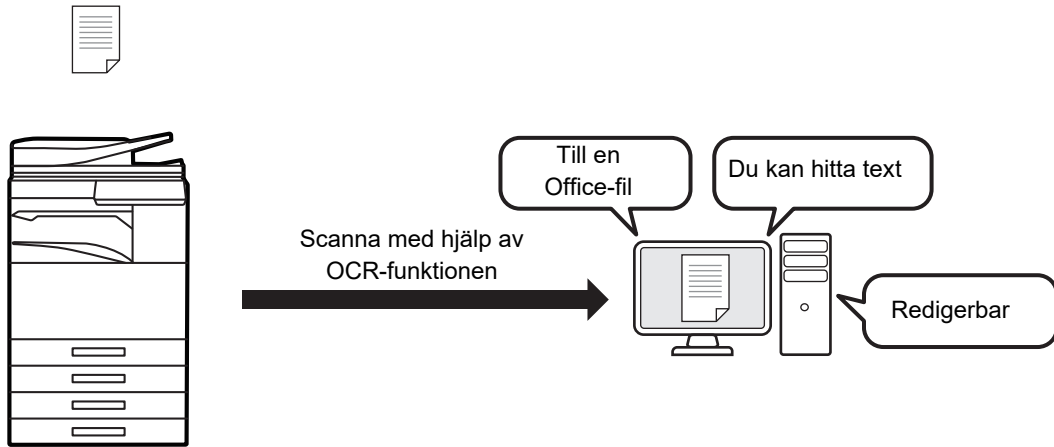 Till en
Office-fil
Du kan hitta text
Scanna med hjälp av
OCR-funktionen
Redigerbar